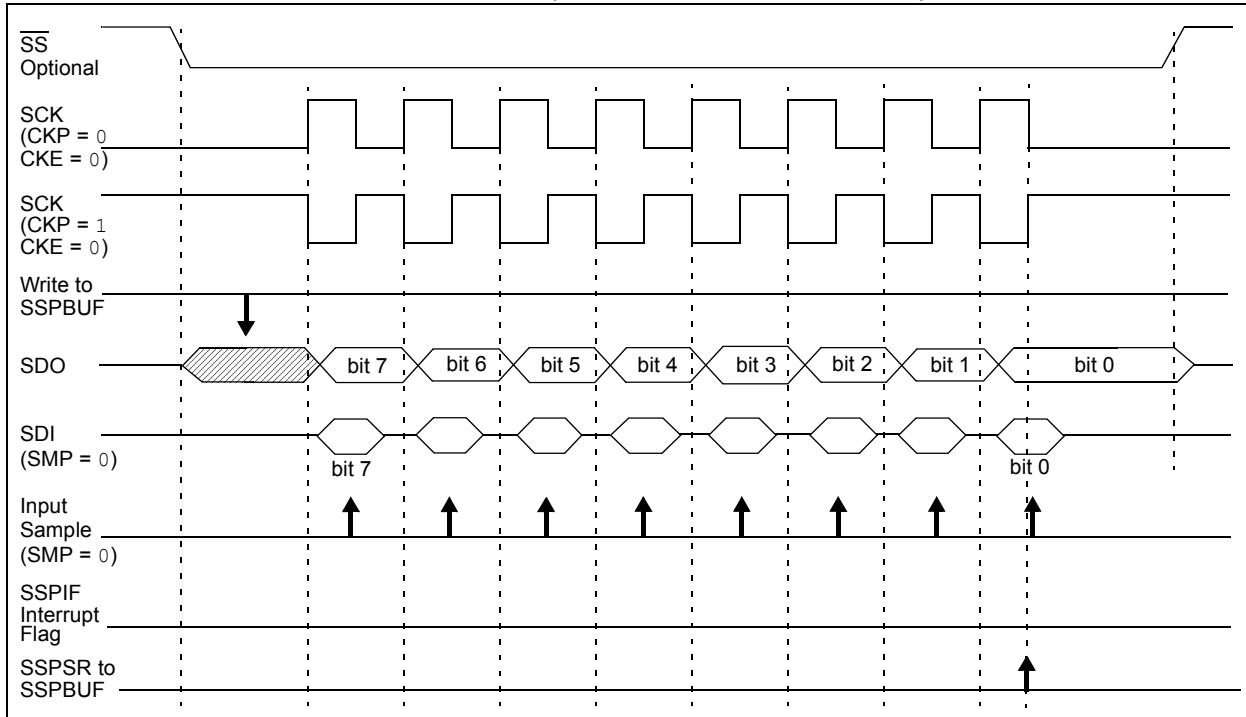 SS
Optional
SCK
(CKP = 0
CKE = 0)
SCK
(CKP = 1
CKE = 0)
Write to
SSPBUF
SDO
bit 7 bit 6 bit 5 bit 4 bit 3 bit 2 bit 1 bit 0
SDI
(SMP = 0)
bit 7 bit 0
Input
Sample
(SMP = 0)
SSPIF
Interrupt
Flag
SSPSR to
SSPBUF